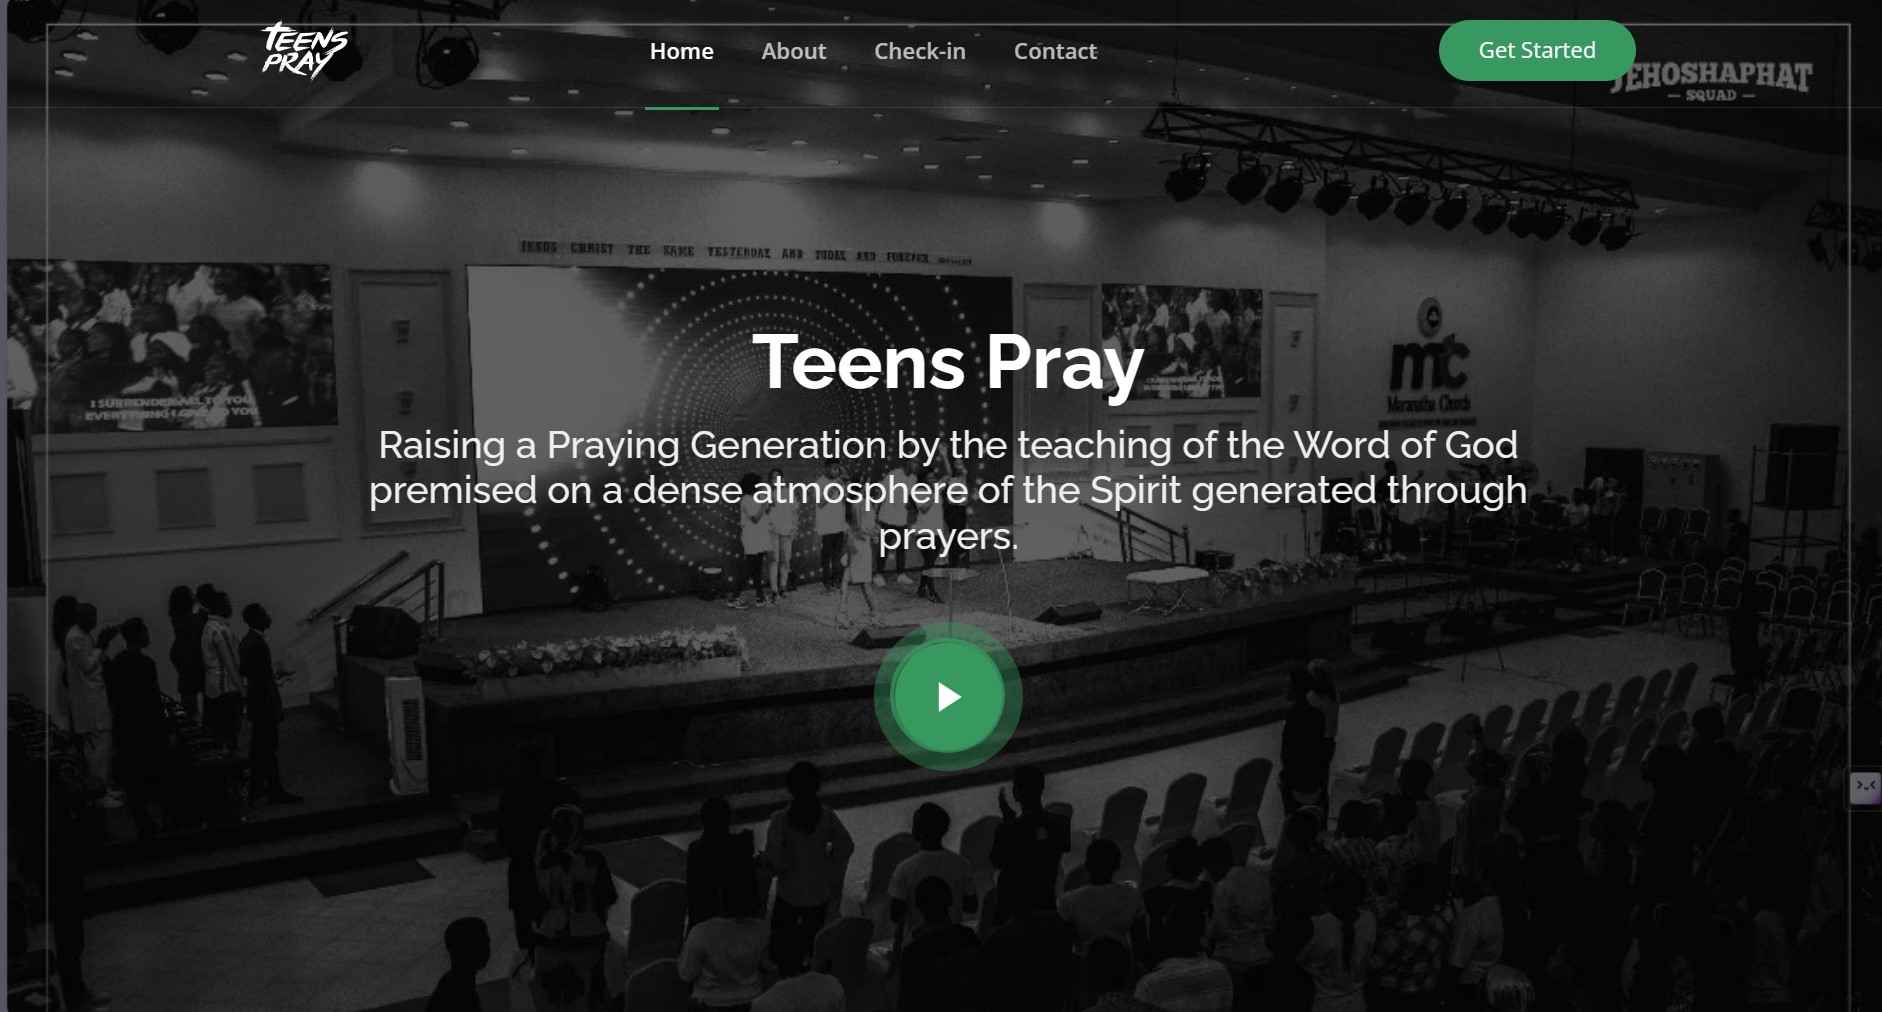 TEENS
PRAY
Home
About
Check-in
Contact
Get Started
JEHOSHAPHAT
— SQUAD —
JESUS CHRIST THE SAME YESTERDAY, AND TODAY, AND FOREVER.
Teens Pray
I SURRENDER ALL TO YOU
EVERYTHING I GIVE TO YOU
mc
Maranatha Church
Raising a Praying Generation by the teaching of the Word of God
premised on a dense atmosphere of the Spirit generated through
prayers.